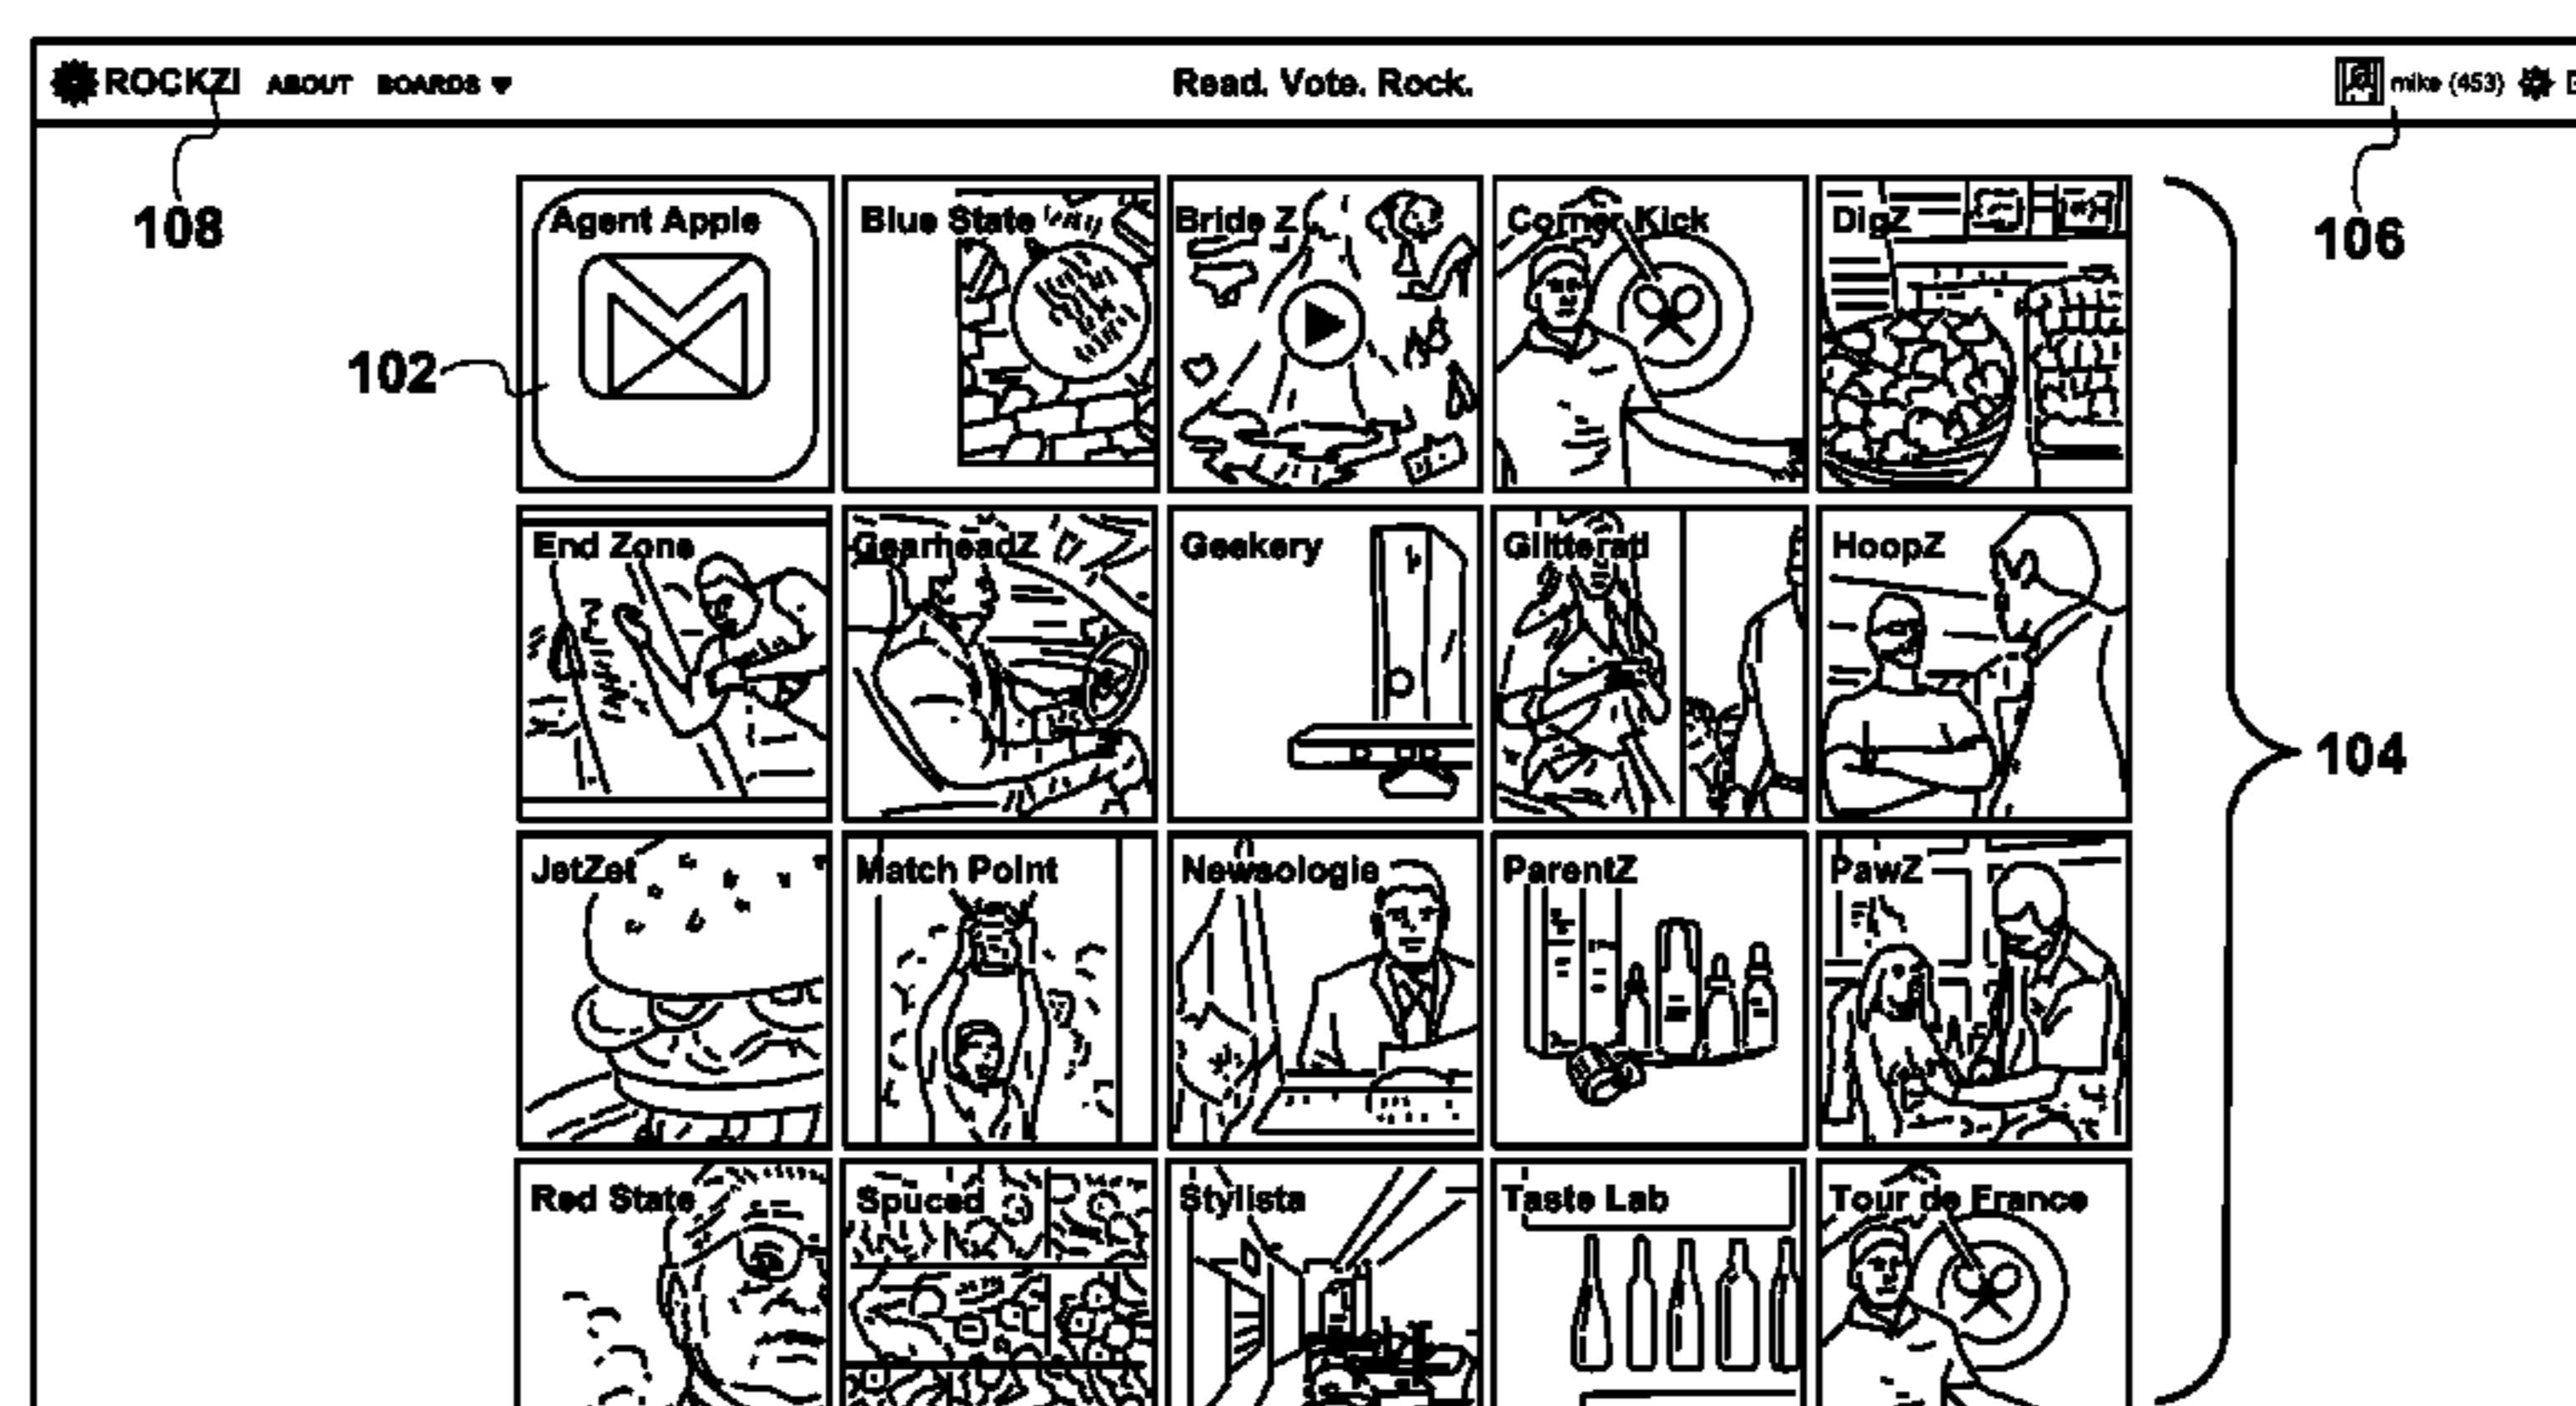 ROCKZI ABOUT BOARDS ▼ Read. Vote. Rock. mike (453)
108
106
Agent Apple Blue State Bride Z Corner Kick DigZ
102
End Zone GearheadZ Geekery Glitterati HoopZ
104
JetZet Match Point Newsologie ParentZ PawZ
Red State Spuced Stylista Taste Lab Tour de France